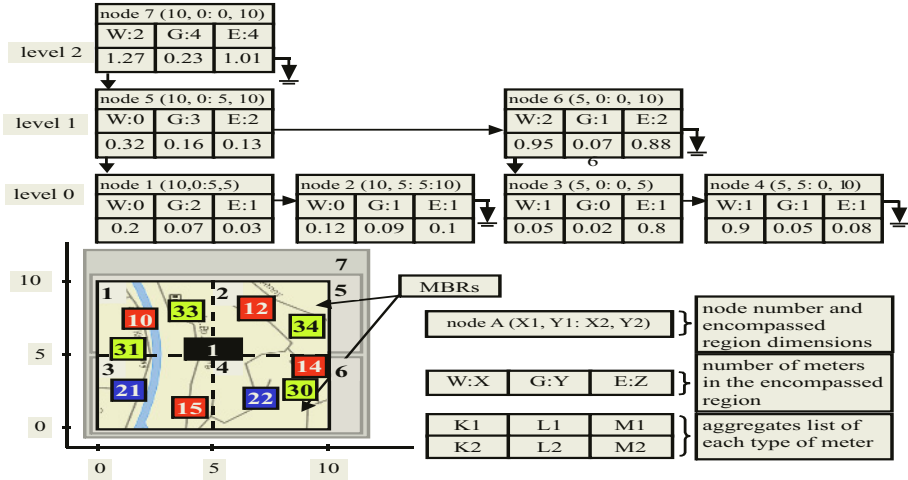 node 7 (10, 0: 0, 10)
W:2 G:4 E:4
level 2
1.27 0.23 1.01
node 5 (10, 0: 5, 10)
node 6 (5, 0: 0, 10)
level 1
W:0 G:3 E:2
W:2 G:1 E:2
0.32 0.16 0.13
0.95 0.07 0.88
6
node 1 (10,0:5,5)
node 2 (10, 5: 5:10)
node 3 (5, 0: 0, 5)
node 4 (5, 5: 0, 10)
level 0
W:0 G:2 E:1
W:0 G:1 E:1
W:1 G:0 E:1
W:1 G:1 E:1
0.2 0.07 0.03
0.12 0.09 0.1
0.05 0.02 0.8
0.9 0.05 0.08
7
10
1 2 5
10 33 12 34
31 1
5
3 4 6
14
21 22 30
15
0
0 5 10
MBRs
node A (X1, Y1: X2, Y2)
node number and
encompassed
region dimensions
W:X G:Y E:Z
number of meters
in the encompassed
region
K1 L1 M1
K2 L2 M2
aggregates list of
each type of meter